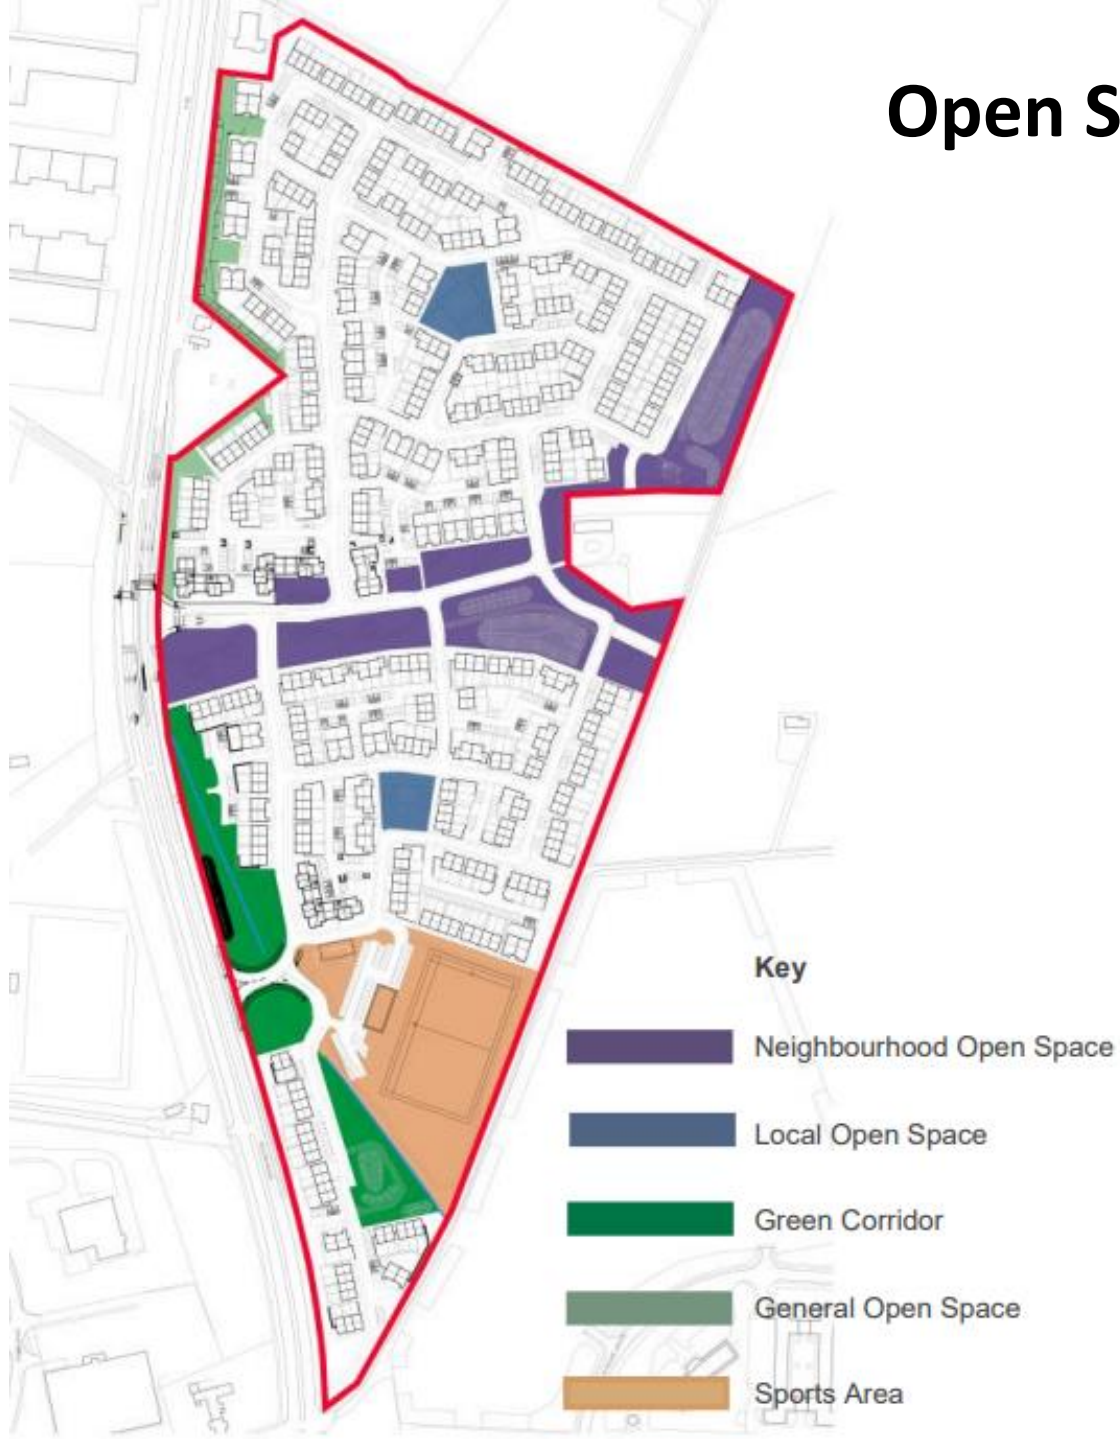 Open S
Key
Neighbourhood Open Space
Local Open Space
Green Corridor
General Open Space
Sports Area